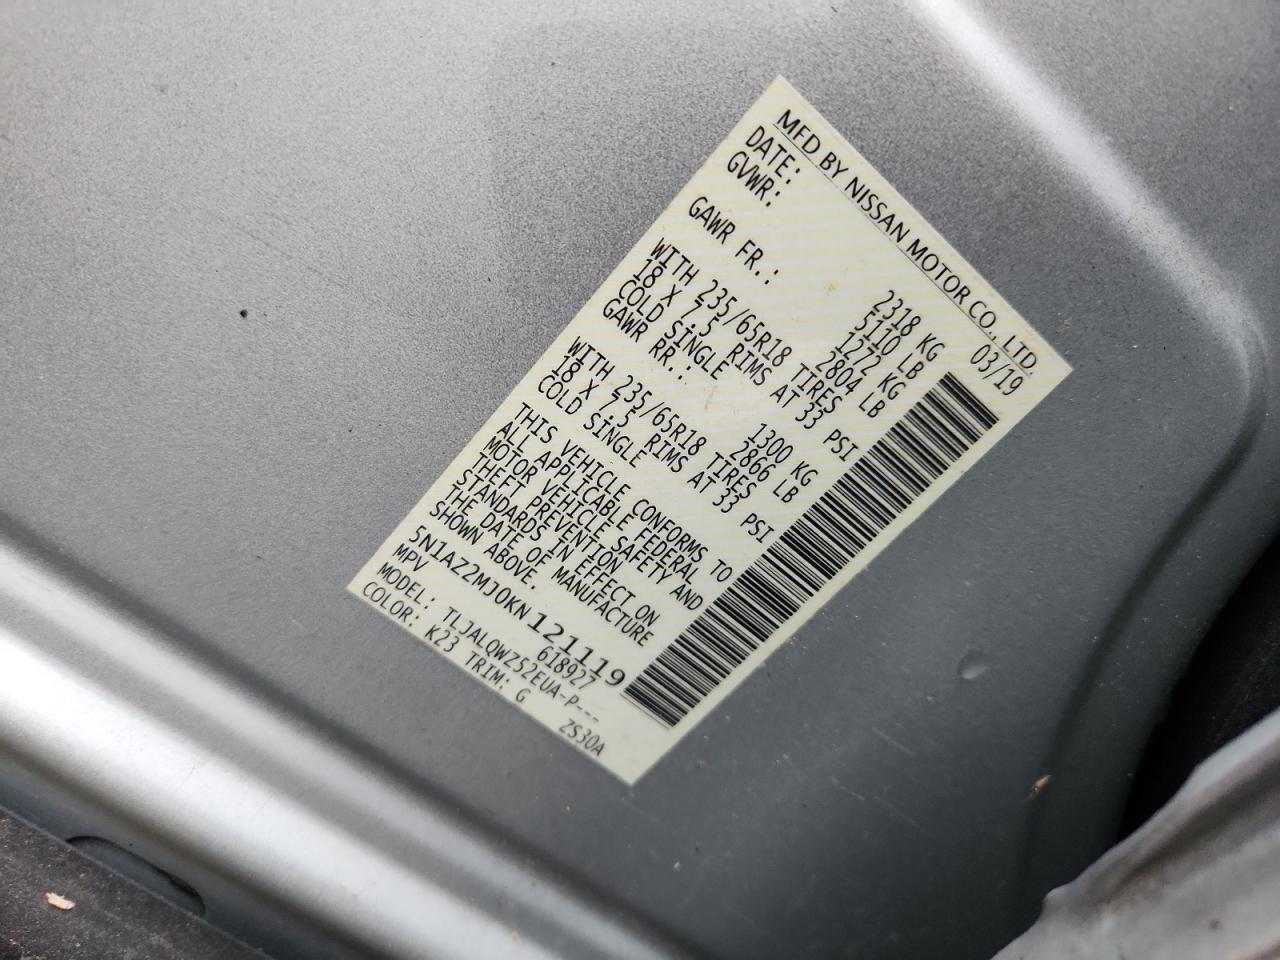 MFD BY NISSAN MOTOR CO., LTD.
DATE: 03/19
GVWR: 2318 KG
5110 LB
GAWR FR.: 1272 KG
2804 LB
WITH 235/65R18 TIRES
18 X 7.5 RIMS AT 33 PSI
COLD SINGLE
GAWR RR.: 1300 KG
2866 LB
WITH 235/65R18 TIRES
18 X 7.5 RIMS AT 33 PSI
COLD SINGLE
THIS VEHICLE CONFORMS TO
ALL APPLICABLE FEDERAL
MOTOR VEHICLE SAFETY AND
THEFT PREVENTION
STANDARDS IN EFFECT ON
THE DATE OF MANUFACTURE
SHOWN ABOVE.
5N1AZ2MJ0KN121119
MPV 618927
MODEL: TLJALQWZ52EUA-P---
COLOR: K23 TRIM: G ZS30A